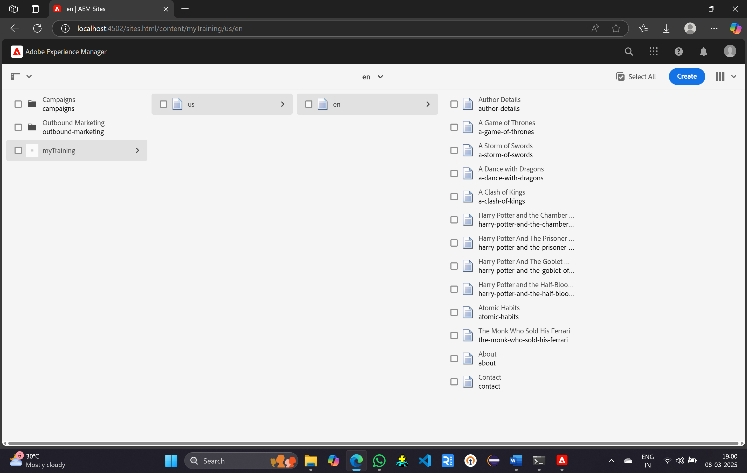 en | AEM Sites
localhost:4502/sites.html/content/myTraining/us/en
Adobe Experience Manager
en
Select All
Create
Campaigns
campaigns
Outbound Marketing
outbound-marketing
myTraining
us
en
Author Details
author-details
A Game of Thrones
a-game-of-thrones
A Storm of Swords
a-storm-of-swords
A Dance with Dragons
a-dance-with-dragons
A Clash of Kings
a-clash-of-kings
Harry Potter and the Chamber ...
harry-potter-and-the-chamber...
Harry Potter And The Prisoner ...
harry-potter-and-the-prisoner ...
Harry Potter And The Goblet ...
harry-potter-and-the-goblet-of...
Harry Potter and the Half-Bloo...
harry-potter-and-the-half-bloo...
Atomic Habits
atomic-habits
The Monk Who Sold His Ferrari
the-monk-who-sold-his-ferrari
About
about
Contact
contact
30°C
Mostly cloudy
Search
ENG
IN
19:00
08-03-2025